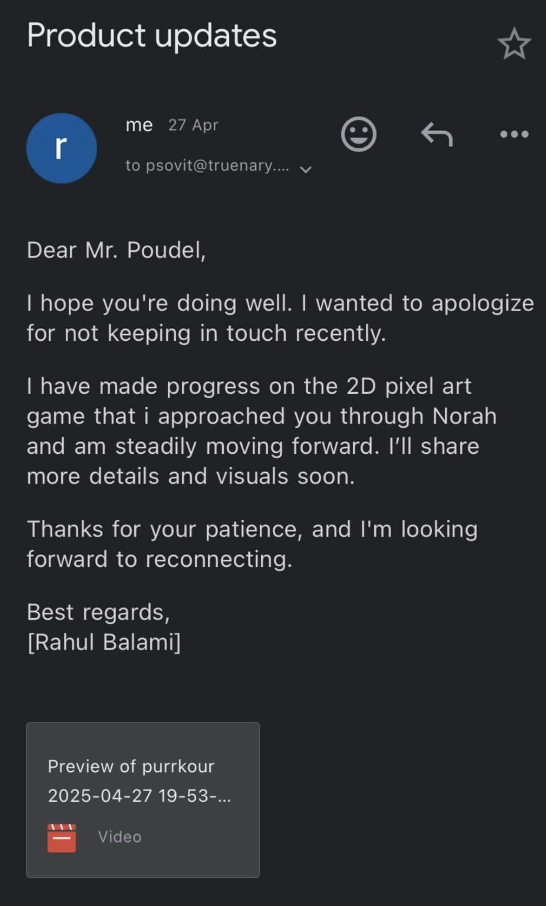 Product updates
r
me 27 Apr
to psovit@truenary....
Dear Mr. Poudel,
I hope you're doing well. I wanted to apologize
for not keeping in touch recently.
I have made progress on the 2D pixel art
game that i approached you through Norah
and am steadily moving forward. I’ll share
more details and visuals soon.
Thanks for your patience, and I'm looking
forward to reconnecting.
Best regards,
[Rahul Balami]
Preview of purrkour
2025-04-27 19-53-...
Video